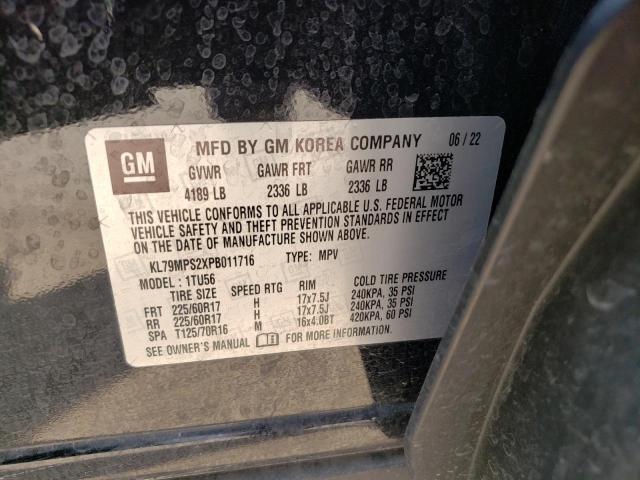 GM
MFD BY GM KOREA COMPANY 06 / 22
GVWR GAWR FRT GAWR RR
4189 LB 2336 LB 2336 LB
THIS VEHICLE CONFORMS TO ALL APPLICABLE U.S. FEDERAL MOTOR
VEHICLE SAFETY AND THEFT PREVENTION STANDARDS IN EFFECT
ON THE DATE OF MANUFACTURE SHOWN ABOVE.
KL79MPS2XPB011716 TYPE: MPV
MODEL: 1TU56
TIRE SIZE SPEED RTG RIM COLD TIRE PRESSURE
FRT 225/60R17 H 17x7.5J 240KPA, 35 PSI
RR 225/60R17 H 17x7.5J 240KPA, 35 PSI
SPA T125/70R16 M 16x4.0BT 420KPA, 60 PSI
SEE OWNER'S MANUAL FOR MORE INFORMATION.